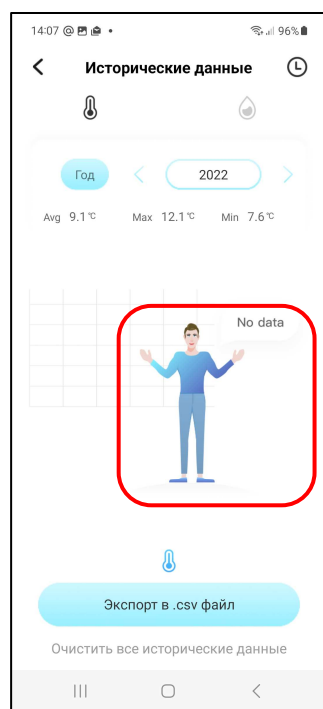 14:07 @ 96%
Исторические данные
Год 2022
Avg 9.1℃ Max 12.1℃ Min 7.6℃
No data
Экспорт в .csv файл
Очистить все исторические данные